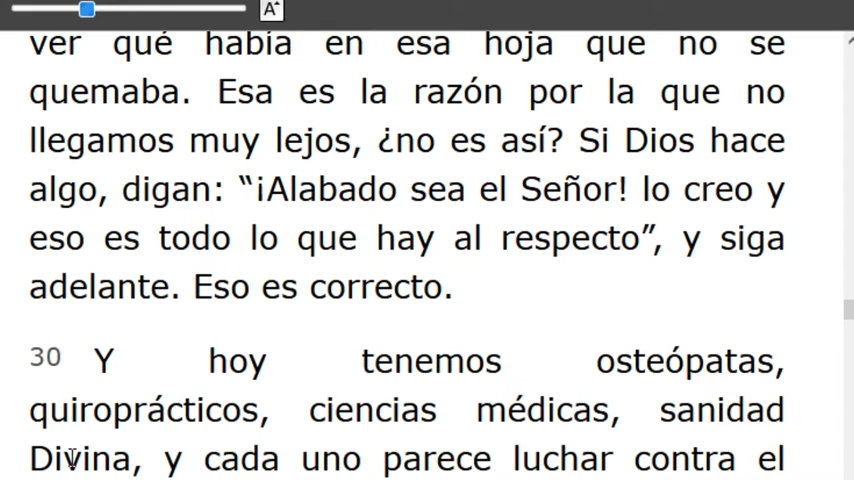 A
ver qué había en esa hoja que no se
quemaba. Esa es la razón por la que no
llegamos muy lejos, ¿no es así? Si Dios hace
algo, digan: “¡Alabado sea el Señor! lo creo y
eso es todo lo que hay al respecto”, y siga
adelante. Eso es correcto.
30 Y hoy tenemos osteópatas,
quiroprácticos, ciencias médicas, sanidad
Divina, y cada uno parece luchar contra el